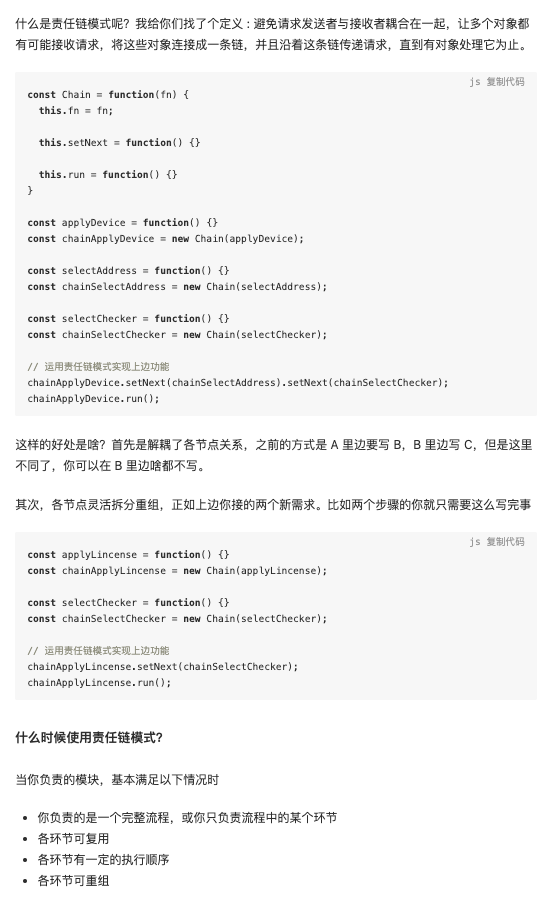 什么是责任链模式呢？我给你们找了个定义：避免请求发送者与接收者耦合在一起，让多个对象都
有可能接收请求，将这些对象连接成一条链，并且沿着这条链传递请求，直到有对象处理它为止。
js 复制代码
const Chain = function(fn) {
  this.fn = fn;
  this.setNext = function() {}
  this.run = function() {}
}
const applyDevice = function() {}
const chainApplyDevice = new Chain(applyDevice);
const selectAddress = function() {}
const chainSelectAddress = new Chain(selectAddress);
const selectChecker = function() {}
const chainSelectChecker = new Chain(selectChecker);
// 运用责任链模式实现上边功能
chainApplyDevice.setNext(chainSelectAddress).setNext(chainSelectChecker);
chainApplyDevice.run();
这样的好处是啥？首先是解耦了各节点关系，之前的方式是 A 里边要写 B，B 里边写 C，但是这里
不同了，你可以在 B 里边啥都不写。
其次，各节点灵活拆分重组，正如上边你接的两个新需求。比如两个步骤的你就只需要这么写完事
js 复制代码
const applyLincense = function() {}
const chainApplyLincense = new Chain(applyLincense);
const selectChecker = function() {}
const chainSelectChecker = new Chain(selectChecker);
// 运用责任链模式实现上边功能
chainApplyLincense.setNext(chainSelectChecker);
chainApplyLincense.run();
什么时候使用责任链模式?
当你负责的模块，基本满足以下情况时
• 你负责的是一个完整流程，或你只负责流程中的某个环节
• 各环节可复用
• 各环节有一定的执行顺序
• 各环节可重组